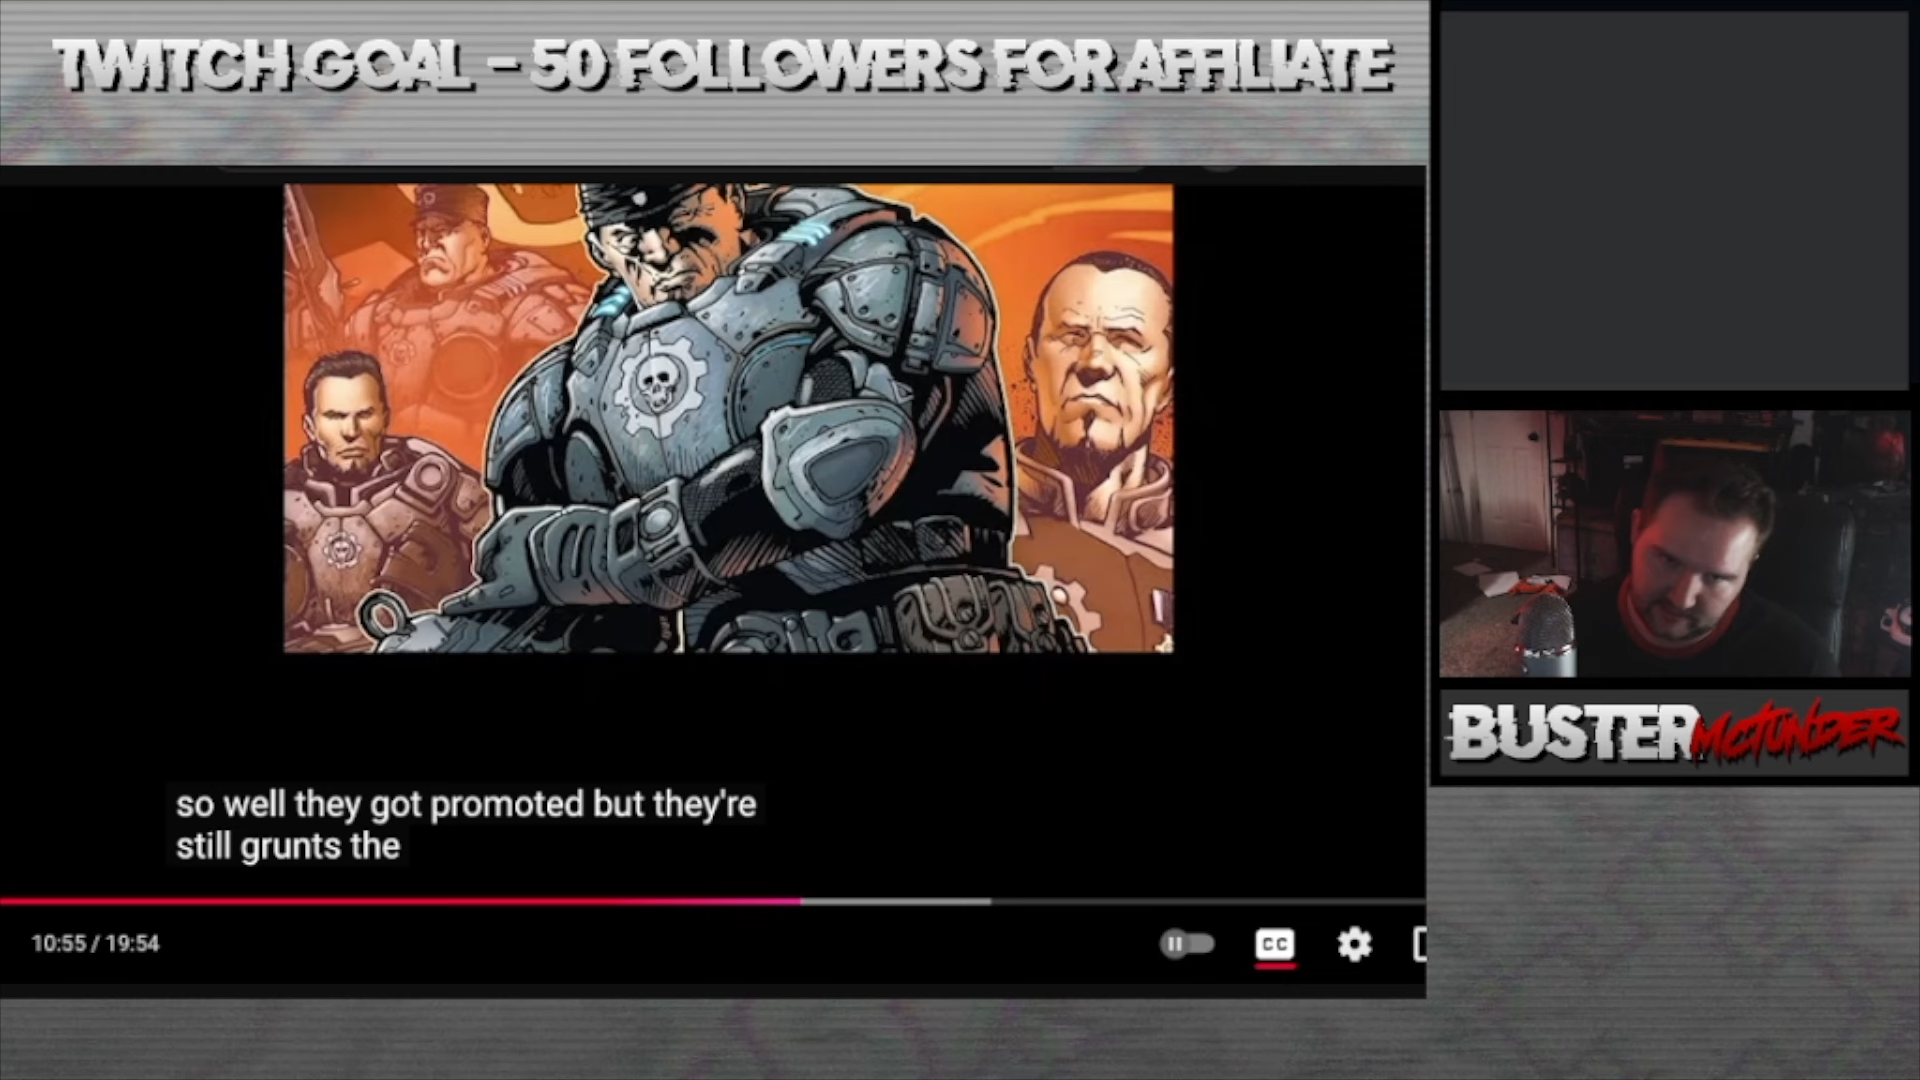 TWITCH GOAL - 50 FOLLOWERS FOR AFFILIATE
BUSTERMCTUNDER
so well they got promoted but they're
still grunts the
10:55 / 19:54
CC